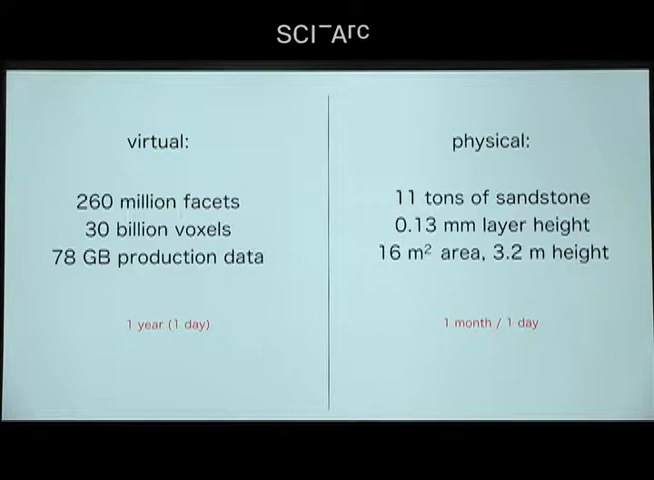 SCI-Arc
virtual:
260 million facets
30 billion voxels
78 GB production data
1 year (1 day)
physical:
11 tons of sandstone
0.13 mm layer height
16 m² area, 3.2 m height
1 month / 1 day